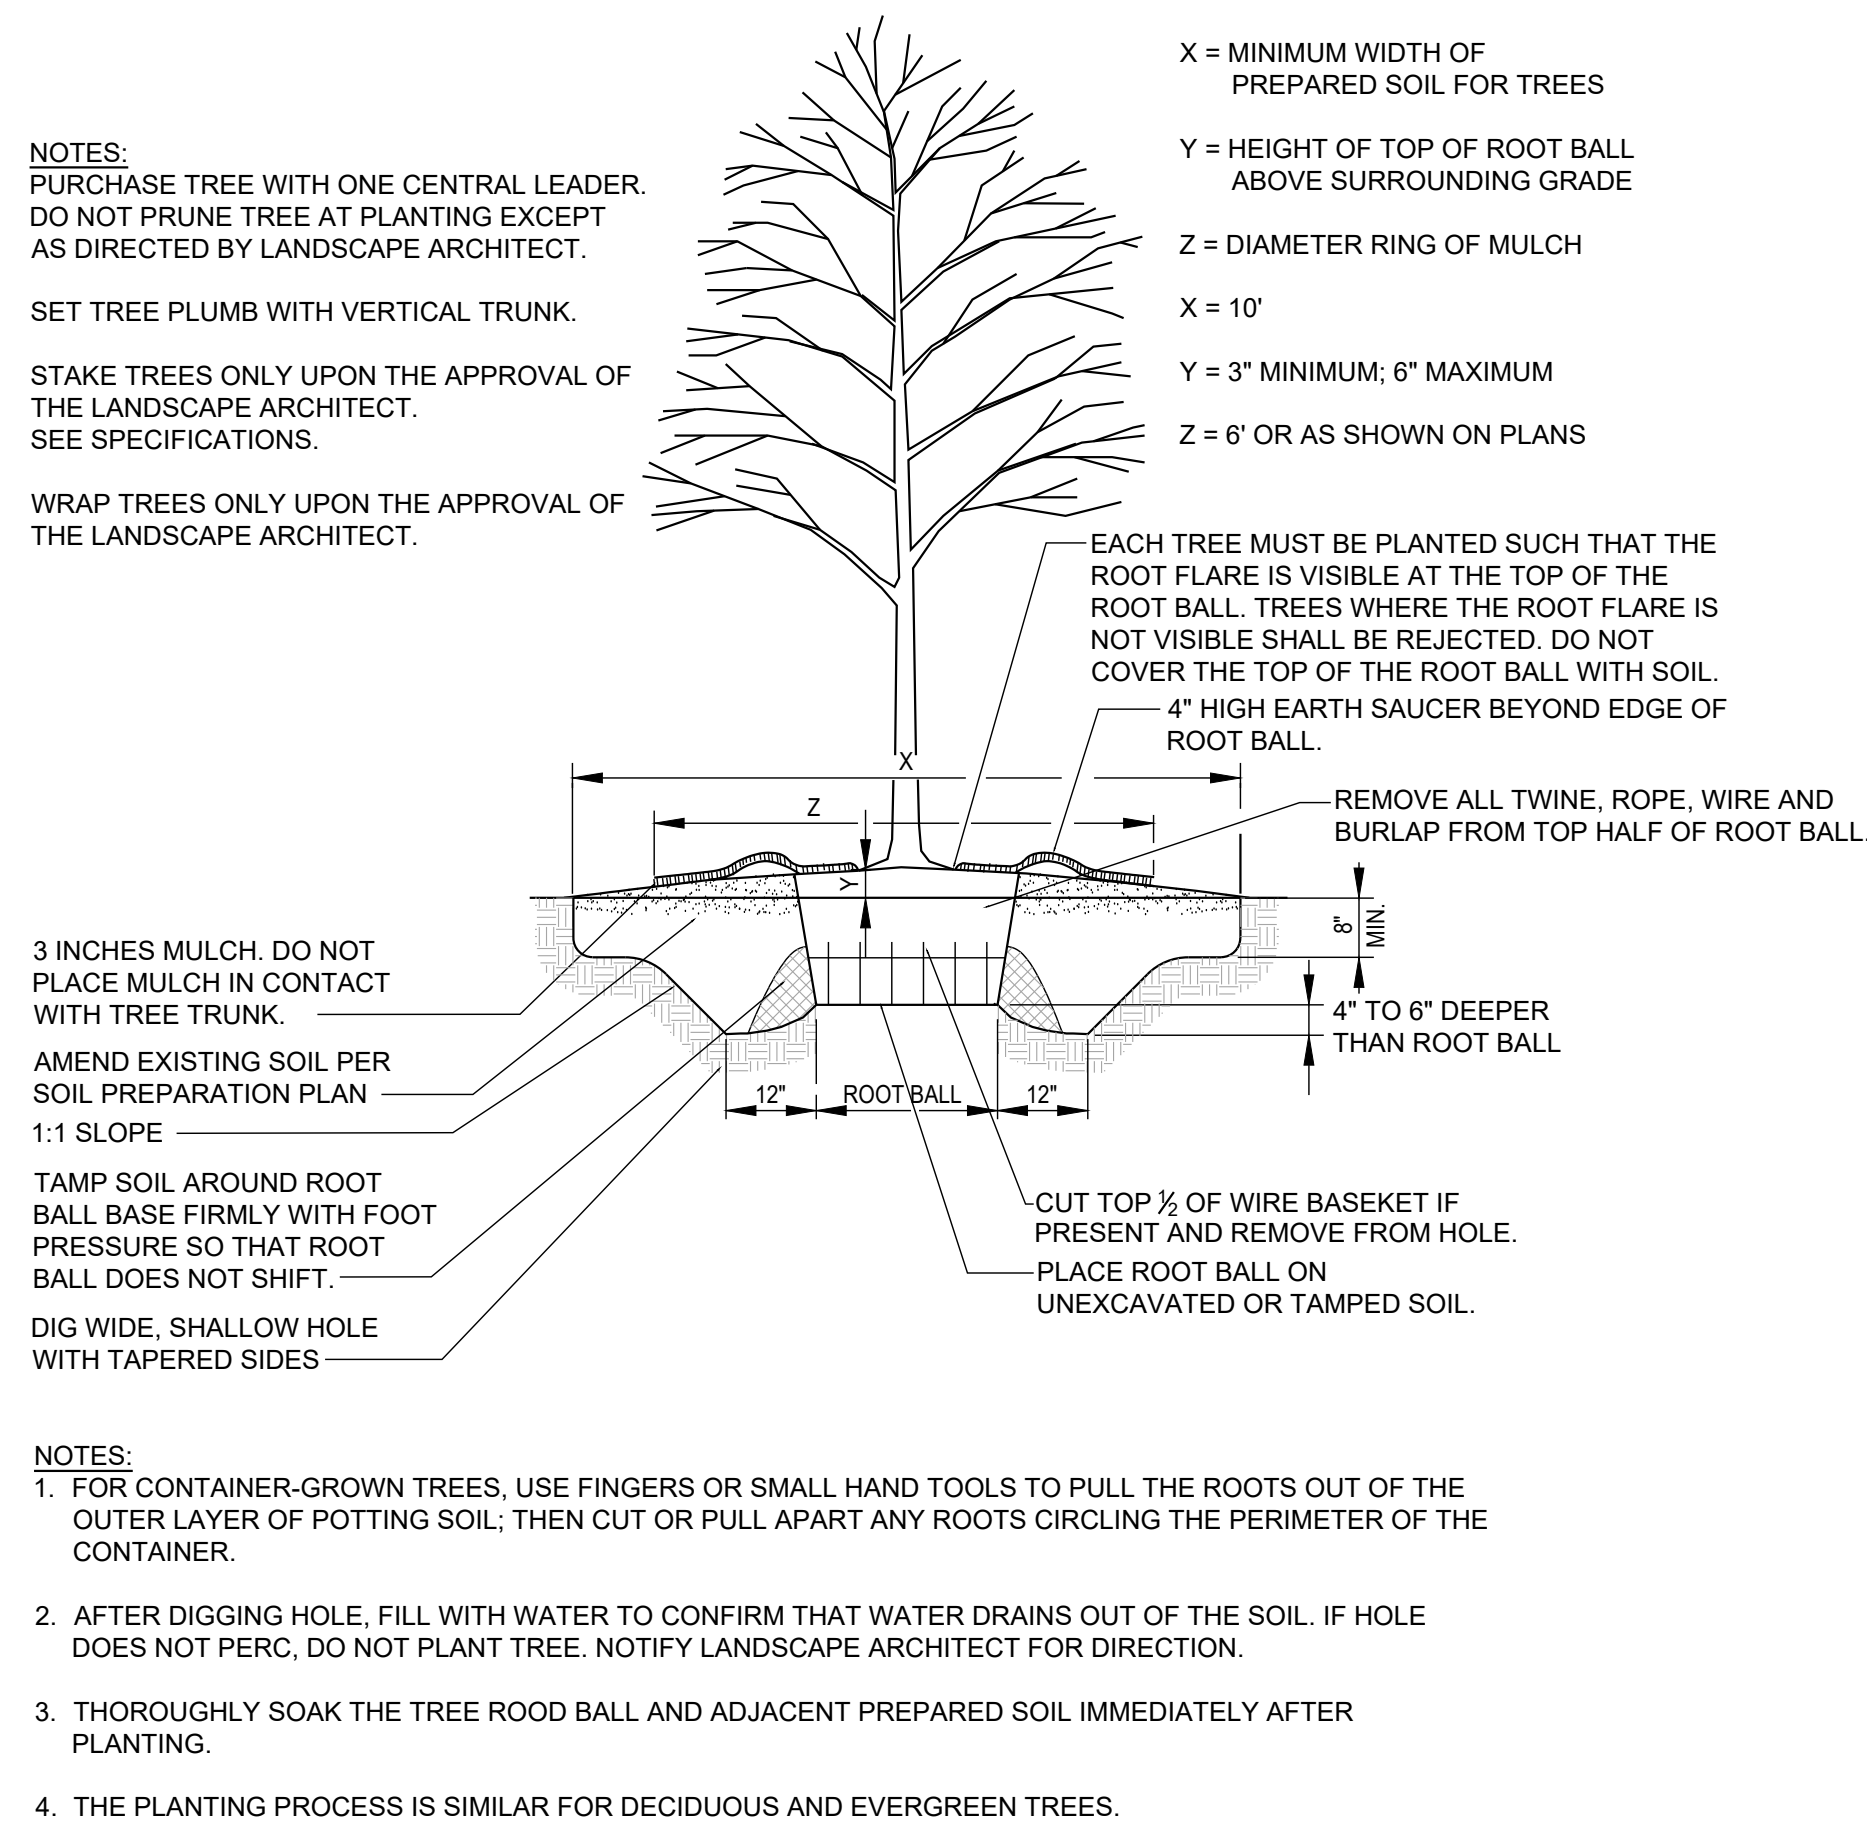 NOTES:
PURCHASE TREE WITH ONE CENTRAL LEADER.
DO NOT PRUNE TREE AT PLANTING EXCEPT
AS DIRECTED BY LANDSCAPE ARCHITECT.
SET TREE PLUMB WITH VERTICAL TRUNK.
STAKE TREES ONLY UPON THE APPROVAL OF
THE LANDSCAPE ARCHITECT.
SEE SPECIFICATIONS.
WRAP TREES ONLY UPON THE APPROVAL OF
THE LANDSCAPE ARCHITECT.
X = MINIMUM WIDTH OF
PREPARED SOIL FOR TREES
Y = HEIGHT OF TOP OF ROOT BALL
ABOVE SURROUNDING GRADE
Z = DIAMETER RING OF MULCH
X = 10'
Y = 3" MINIMUM; 6" MAXIMUM
Z = 6' OR AS SHOWN ON PLANS
EACH TREE MUST BE PLANTED SUCH THAT THE
ROOT FLARE IS VISIBLE AT THE TOP OF THE
ROOT BALL. TREES WHERE THE ROOT FLARE IS
NOT VISIBLE SHALL BE REJECTED. DO NOT
COVER THE TOP OF THE ROOT BALL WITH SOIL.
4" HIGH EARTH SAUCER BEYOND EDGE OF
ROOT BALL.
REMOVE ALL TWINE, ROPE, WIRE AND
BURLAP FROM TOP HALF OF ROOT BALL.
X
Z
Y
8"
MIN.
4" TO 6" DEEPER
THAN ROOT BALL
12"
ROOT BALL
12"
3 INCHES MULCH. DO NOT
PLACE MULCH IN CONTACT
WITH TREE TRUNK.
AMEND EXISTING SOIL PER
SOIL PREPARATION PLAN
1:1 SLOPE
TAMP SOIL AROUND ROOT
BALL BASE FIRMLY WITH FOOT
PRESSURE SO THAT ROOT
BALL DOES NOT SHIFT.
DIG WIDE, SHALLOW HOLE
WITH TAPERED SIDES
CUT TOP ½ OF WIRE BASEKET IF
PRESENT AND REMOVE FROM HOLE.
PLACE ROOT BALL ON
UNEXCAVATED OR TAMPED SOIL.
NOTES:
1. FOR CONTAINER-GROWN TREES, USE FINGERS OR SMALL HAND TOOLS TO PULL THE ROOTS OUT OF THE
OUTER LAYER OF POTTING SOIL; THEN CUT OR PULL APART ANY ROOTS CIRCLING THE PERIMETER OF THE
CONTAINER.
2. AFTER DIGGING HOLE, FILL WITH WATER TO CONFIRM THAT WATER DRAINS OUT OF THE SOIL. IF HOLE
DOES NOT PERC, DO NOT PLANT TREE. NOTIFY LANDSCAPE ARCHITECT FOR DIRECTION.
3. THOROUGHLY SOAK THE TREE ROOD BALL AND ADJACENT PREPARED SOIL IMMEDIATELY AFTER
PLANTING.
4. THE PLANTING PROCESS IS SIMILAR FOR DECIDUOUS AND EVERGREEN TREES.